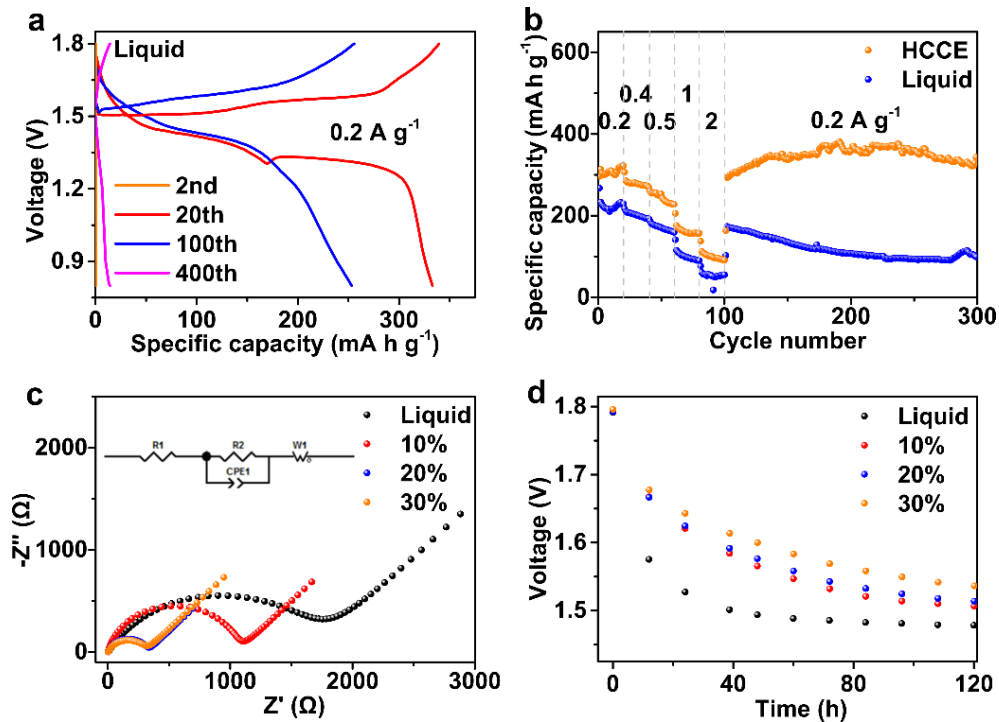 a
Liquid
0.2 A g⁻¹
2nd
20th
100th
400th
1.8
1.5
1.2
0.9
Voltage (V)
0
100
200
300
Specific capacity (mA h g⁻¹)
b
HCCE
Liquid
0.2
0.4
0.5
1
2
0.2 A g⁻¹
600
400
200
0
Specific capacity (mA h g⁻¹)
0
100
200
300
Cycle number
c
Liquid
10%
20%
30%
R1
R2
W1
CPE1
2000
1000
0
-Z'' (Ω)
0
1000
2000
3000
Z' (Ω)
d
Liquid
10%
20%
30%
1.8
1.7
1.6
1.5
Voltage (V)
0
40
80
120
Time (h)